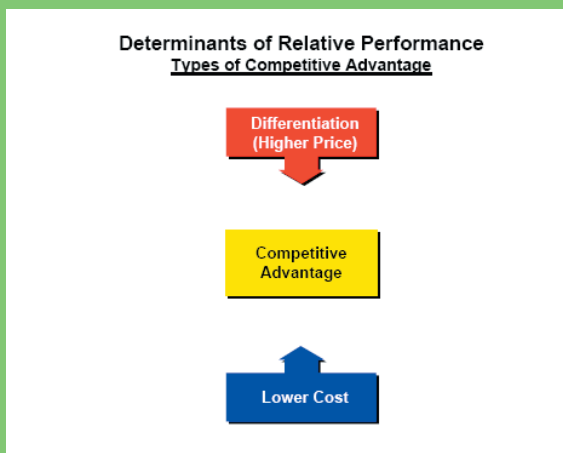 Determinants of Relative Performance
Types of Competitive Advantage
Differentiation
(Higher Price)
Competitive
Advantage
Lower Cost